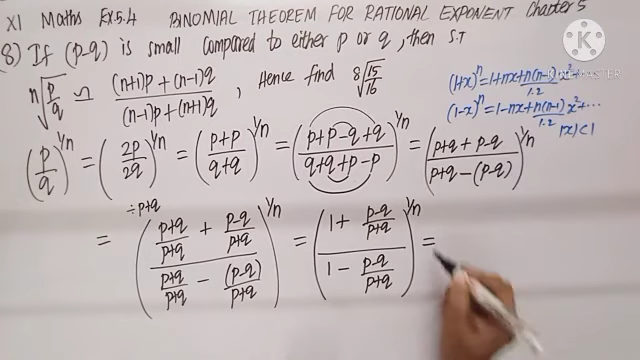 XI Maths EX 5.4 BINOMIAL THEOREM FOR RATIONAL EXPONENT Chapter 5
8) If (p-q) is small compared to either p or q, then S.T
ⁿ√(p/q) ≈ ((n+1)p + (n-1)q)/((n-1)p + (n+1)q), Hence find ⁸√(15/16)
(1+x)ⁿ = 1+nx+n(n-1)/1.2 x²+...
(1-x)ⁿ = 1-nx+n(n-1)/1.2 x²+...
|x|<1
(p/q)^(1/n) = (2p/2q)^(1/n) = ((p+p)/(q+q))^(1/n) = ((p+p-q+q)/(q+q+p-p))^(1/n) = ((p+q+p-q)/(p+q-(p-q)))^(1/n)
÷p+q
= (((p+q)/(p+q) + (p-q)/(p+q))/((p+q)/(p+q) - (p-q)/(p+q)))^(1/n) = ((1 + (p-q)/(p+q))/(1 - (p-q)/(p+q)))^(1/n) =
KINEMASTER